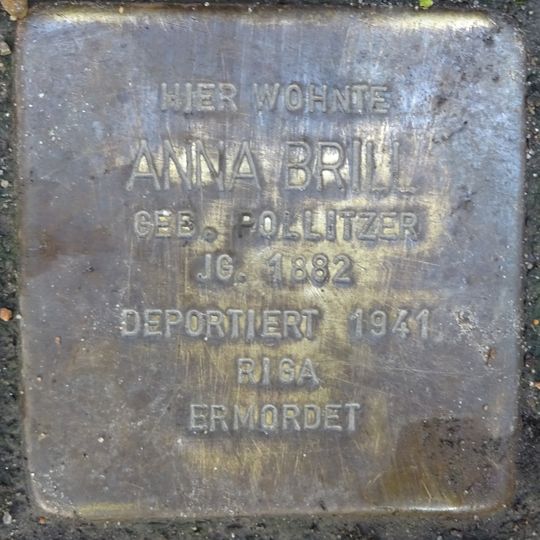 HIER WOHNTE
ANNA BRILL
GEB. POLLITZER
JG. 1882
DEPORTIERT 1941
RIGA
ERMORDET